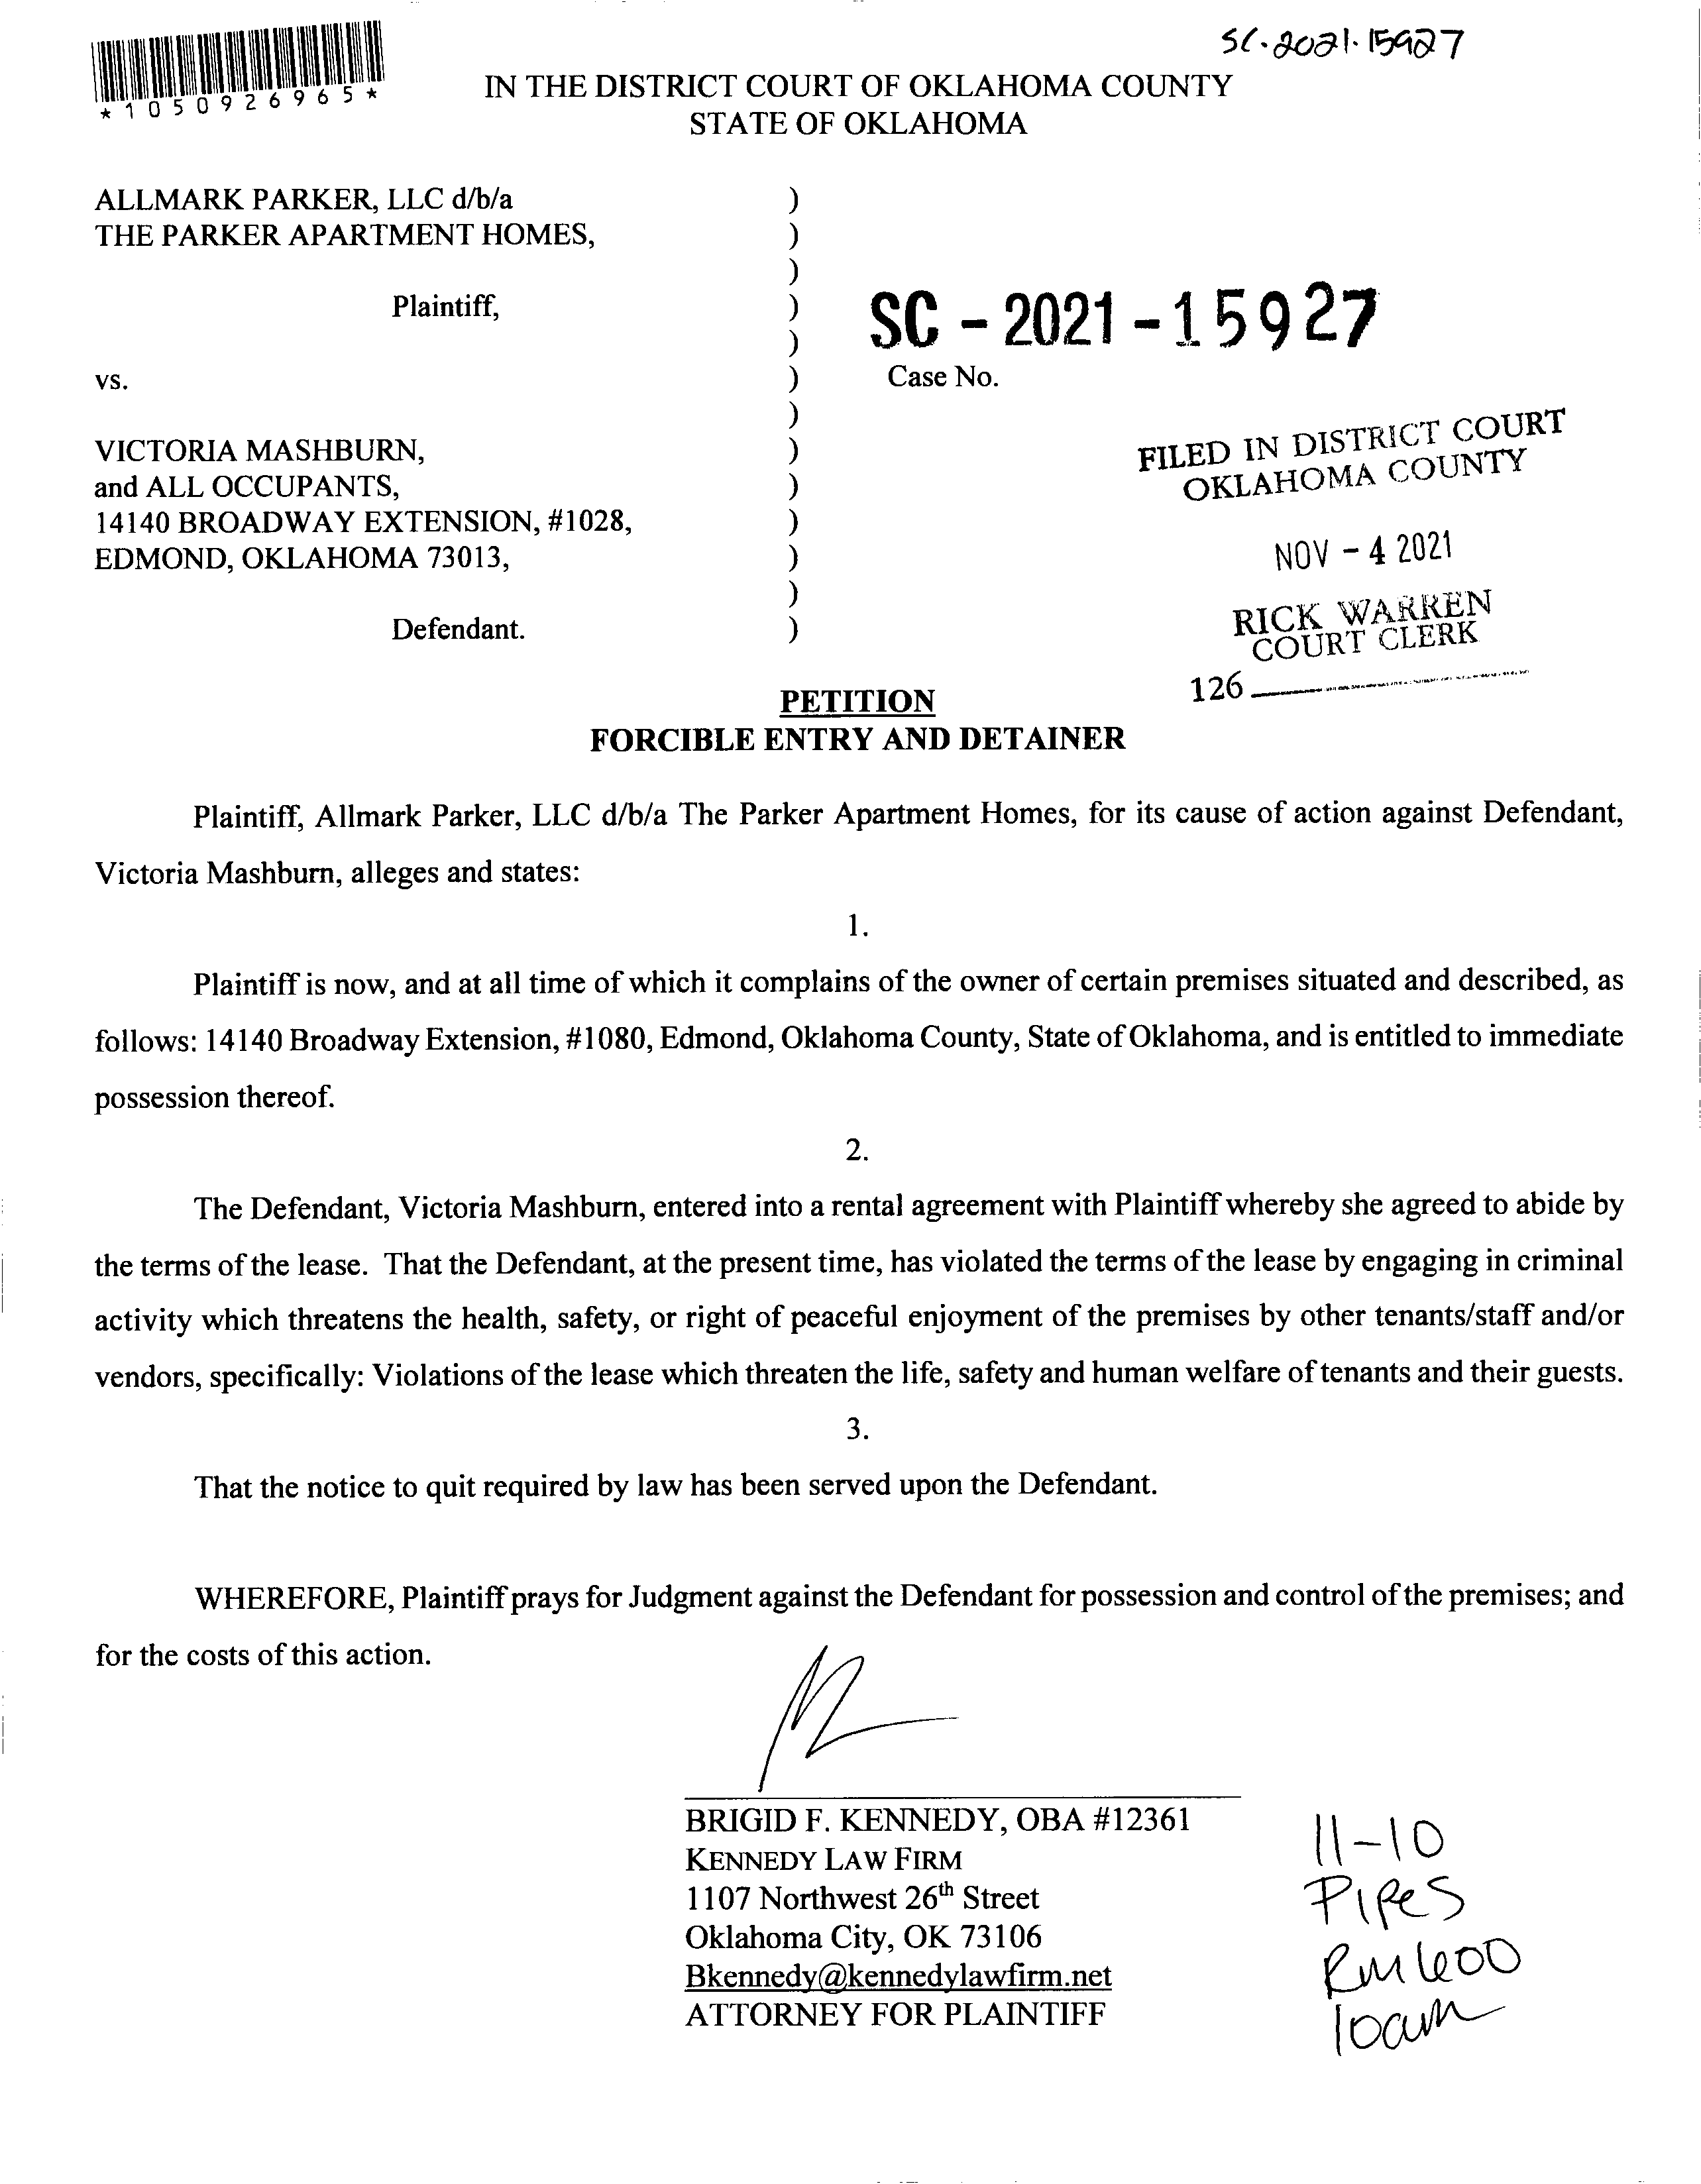 SC-2021-15927
*1050926965*
IN THE DISTRICT COURT OF OKLAHOMA COUNTY
STATE OF OKLAHOMA
ALLMARK PARKER, LLC d/b/a )
THE PARKER APARTMENT HOMES, )
)
Plaintiff, )
SC - 2021 - 15927
)
vs. ) Case No.
)
VICTORIA MASHBURN, )
and ALL OCCUPANTS, )
14140 BROADWAY EXTENSION, #1028, )
EDMOND, OKLAHOMA 73013, )
)
Defendant. )
FILED IN DISTRICT COURT
OKLAHOMA COUNTY
NOV - 4 2021
RICK WARREN
COURT CLERK
126
PETITION
FORCIBLE ENTRY AND DETAINER
Plaintiff, Allmark Parker, LLC d/b/a The Parker Apartment Homes, for its cause of action against Defendant,
Victoria Mashburn, alleges and states:
1.
Plaintiff is now, and at all time of which it complains of the owner of certain premises situated and described, as
follows: 14140 Broadway Extension, #1080, Edmond, Oklahoma County, State of Oklahoma, and is entitled to immediate
possession thereof.
2.
The Defendant, Victoria Mashburn, entered into a rental agreement with Plaintiff whereby she agreed to abide by
the terms of the lease. That the Defendant, at the present time, has violated the terms of the lease by engaging in criminal
activity which threatens the health, safety, or right of peaceful enjoyment of the premises by other tenants/staff and/or
vendors, specifically: Violations of the lease which threaten the life, safety and human welfare of tenants and their guests.
3.
That the notice to quit required by law has been served upon the Defendant.
WHEREFORE, Plaintiff prays for Judgment against the Defendant for possession and control of the premises; and
for the costs of this action.
BRIGID F. KENNEDY, OBA #12361
KENNEDY LAW FIRM
1107 Northwest 26th Street
Oklahoma City, OK 73106
Bkennedy@kennedylawfirm.net
ATTORNEY FOR PLAINTIFF
11-10
Pipes
Rm 600
10am